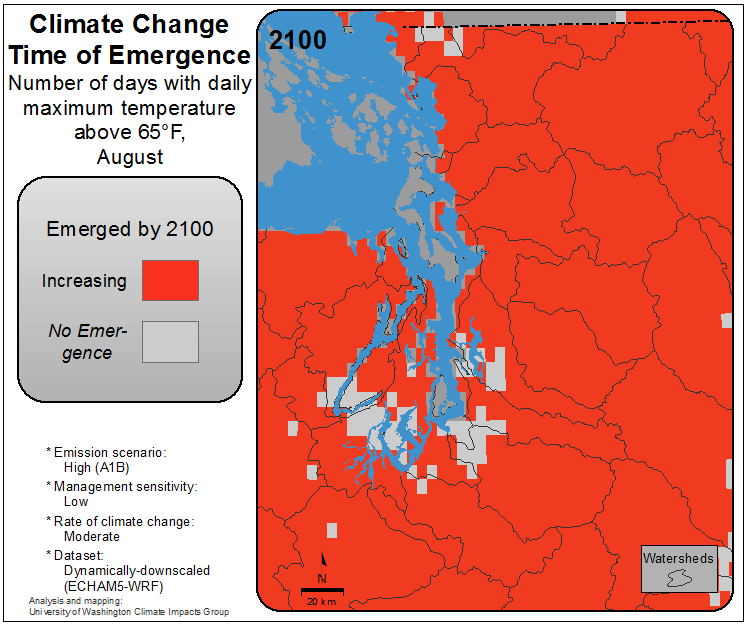 Climate Change
Time of Emergence
Number of days with daily
maximum temperature
above 65°F,
August
Emerged by 2100
Increasing
No Emer-
gence
* Emission scenario:
High (A1B)
* Management sensitivity:
Low
* Rate of climate change:
Moderate
* Dataset:
Dynamically-downscaled
(ECHAM5-WRF)
Analysis and mapping:
University of Washington Climate Impacts Group
2100
N
20 km
Watersheds